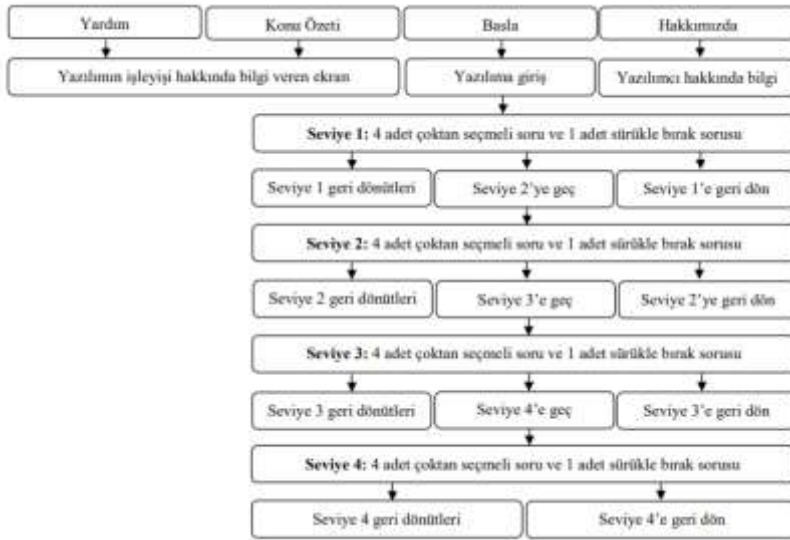 Yardım
Konu Özeti
Başla
Hakkımızda
Yazılımın işleyişi hakkında bilgi veren ekran
Yazılıma giriş
Yazılımcı hakkında bilgi
Seviye 1: 4 adet çoktan seçmeli soru ve 1 adet sürükle bırak sorusu
Seviye 1 geri dönütleri
Seviye 2’ye geç
Seviye 1’e geri dön
Seviye 2: 4 adet çoktan seçmeli soru ve 1 adet sürükle bırak sorusu
Seviye 2 geri dönütleri
Seviye 3’e geç
Seviye 2’ye geri dön
Seviye 3: 4 adet çoktan seçmeli soru ve 1 adet sürükle bırak sorusu
Seviye 3 geri dönütleri
Seviye 4’e geç
Seviye 3’e geri dön
Seviye 4: 4 adet çoktan seçmeli soru ve 1 adet sürükle bırak sorusu
Seviye 4 geri dönütleri
Seviye 4’e geri dön